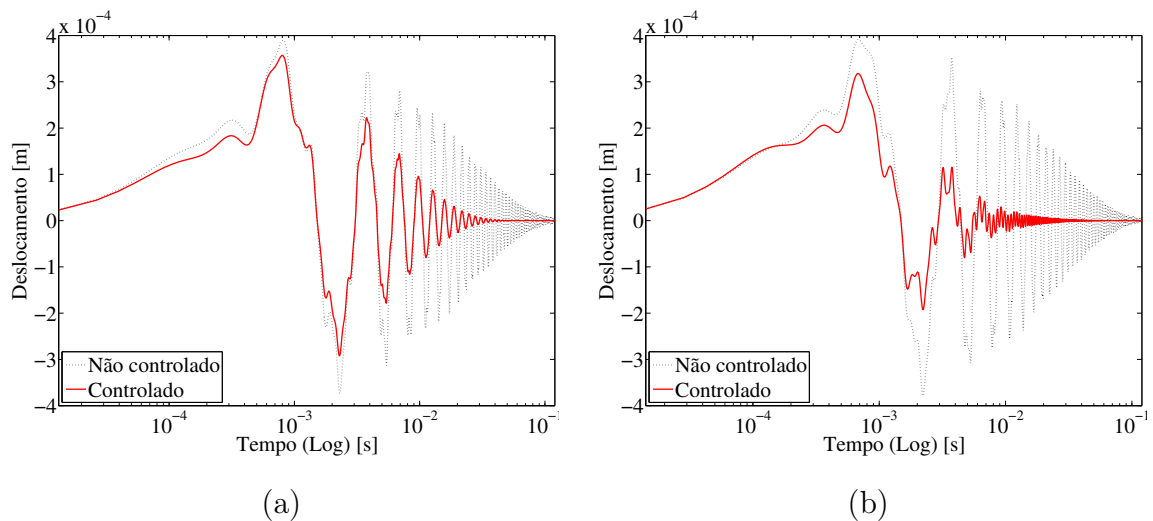 x 10⁻⁴
4
3
2
1
0
−1
−2
−3
−4
Deslocamento [m]
Não controlado
Controlado
10⁻⁴
10⁻³
10⁻²
10⁻¹
Tempo (Log) [s]
(a)
x 10⁻⁴
4
3
2
1
0
−1
−2
−3
−4
Deslocamento [m]
Não controlado
Controlado
10⁻⁴
10⁻³
10⁻²
10⁻¹
Tempo (Log) [s]
(b)